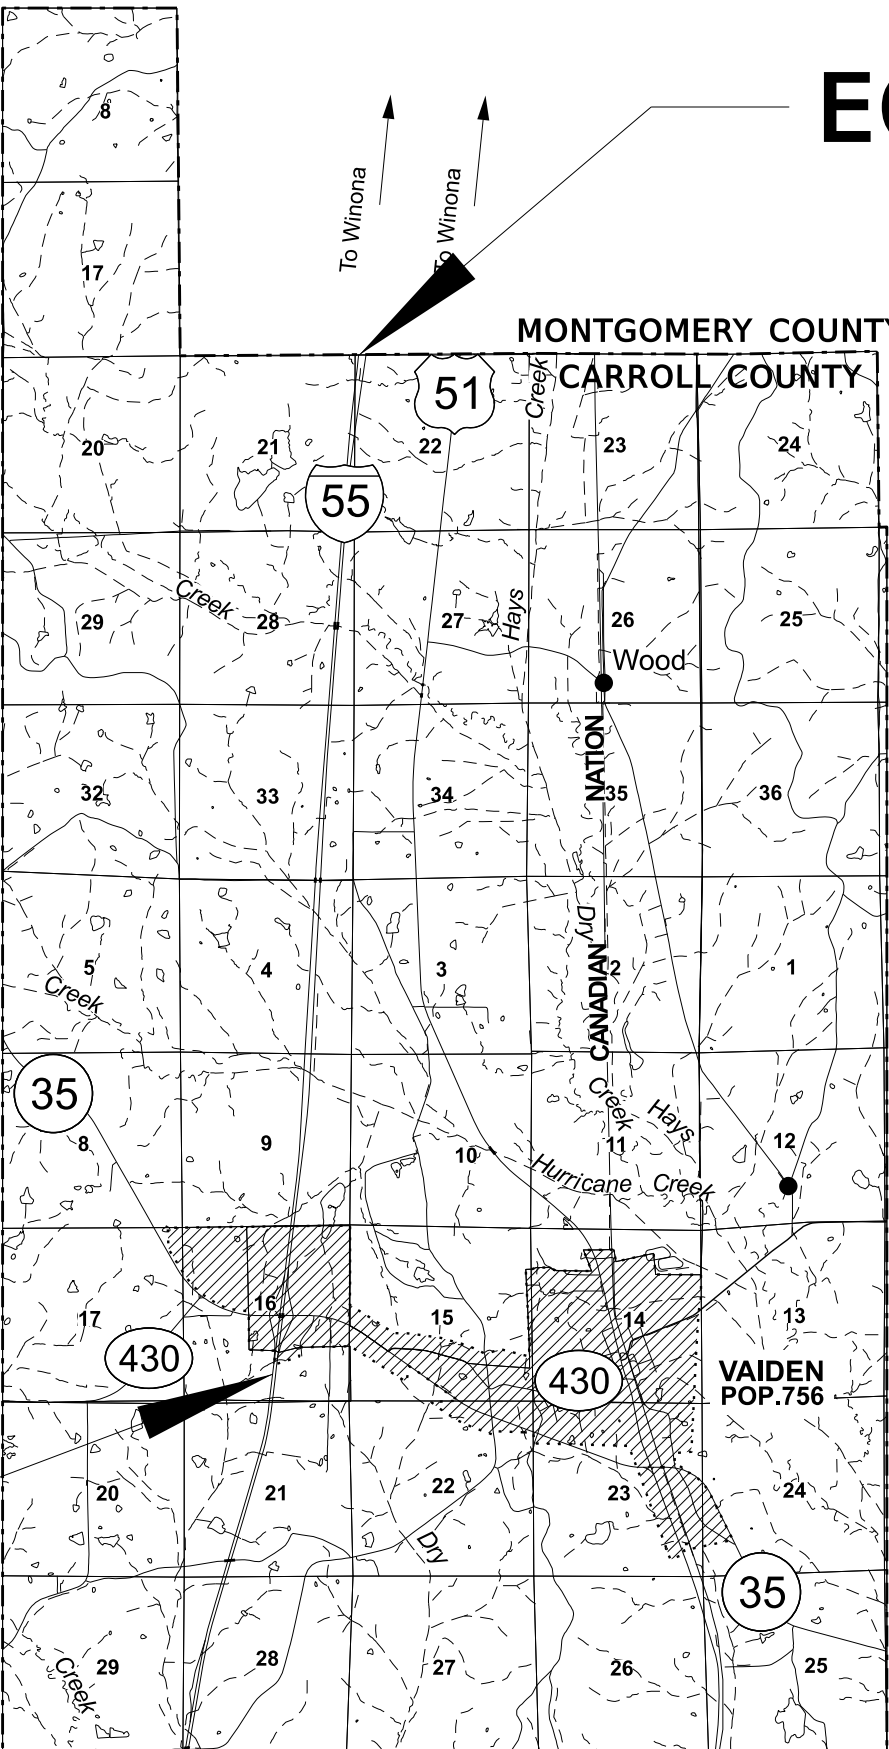 8
EO
To Winona
To Winona
17
MONTGOMERY COUNTY
CARROLL COUNTY
51
Creek
20
21
22
23
24
55
Creek
Hays
29
28
27
26
25
Wood
NATION
32
33
34
35
36
Dry
CANADIAN
5
4
3
2
1
Creek
35
Creek
Hays
8
9
10
11
12
Hurricane Creek
16
17
15
14
13
430
430
VAIDEN
POP.756
20
21
22
23
24
Dry
35
29
28
27
26
25
Creek